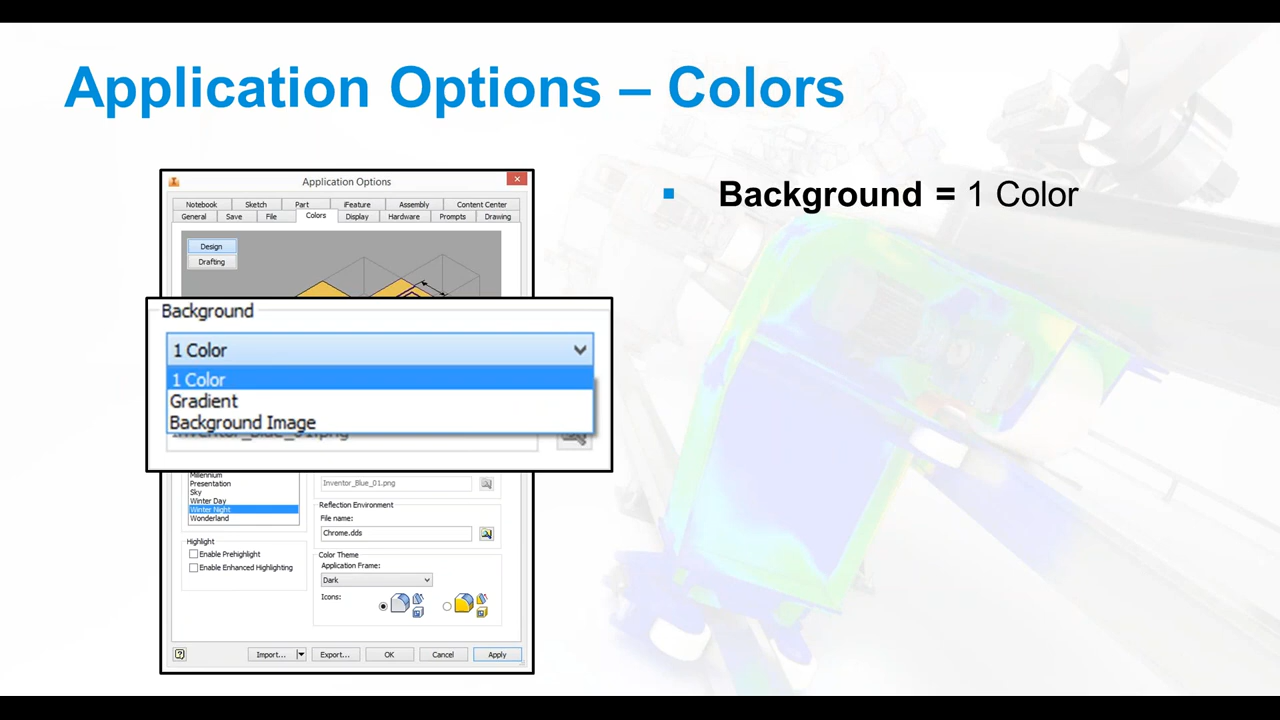 Application Options – Colors
▪ Background = 1 Color
Application Options
Notebook Sketch Part iFeature Assembly Content Center
General Save File Colors Display Hardware Prompts Drawing
Design
Drafting
Background
1 Color
1 Color
Gradient
Background Image
Inventor_Blue_01.png
Millennium
Presentation
Sky
Winter Day
Winter Night
Wonderland
Inventor_Blue_01.png
Reflection Environment
File name:
Chrome.dds
Highlight
Enable Prehighlight
Enable Enhanced Highlighting
Color Theme
Application Frame:
Dark
Icons:
Import... Export... OK Cancel Apply